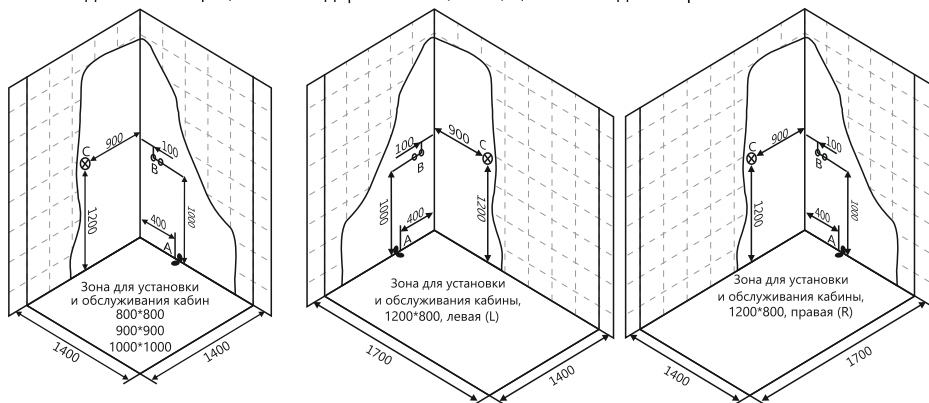 900
C
100
B
1200
1000
400
A
Зона для установки
и обслуживания кабин
800*800
900*900
1000*1000
1400
1400
100
900
C
B
1000
1200
400
A
Зона для установки
и обслуживания кабины,
1200*800, левая (L)
1700
1400
900
C
100
B
1200
1000
400
A
Зона для установки
и обслуживания кабины,
1200*800, правая (R)
1400
1700